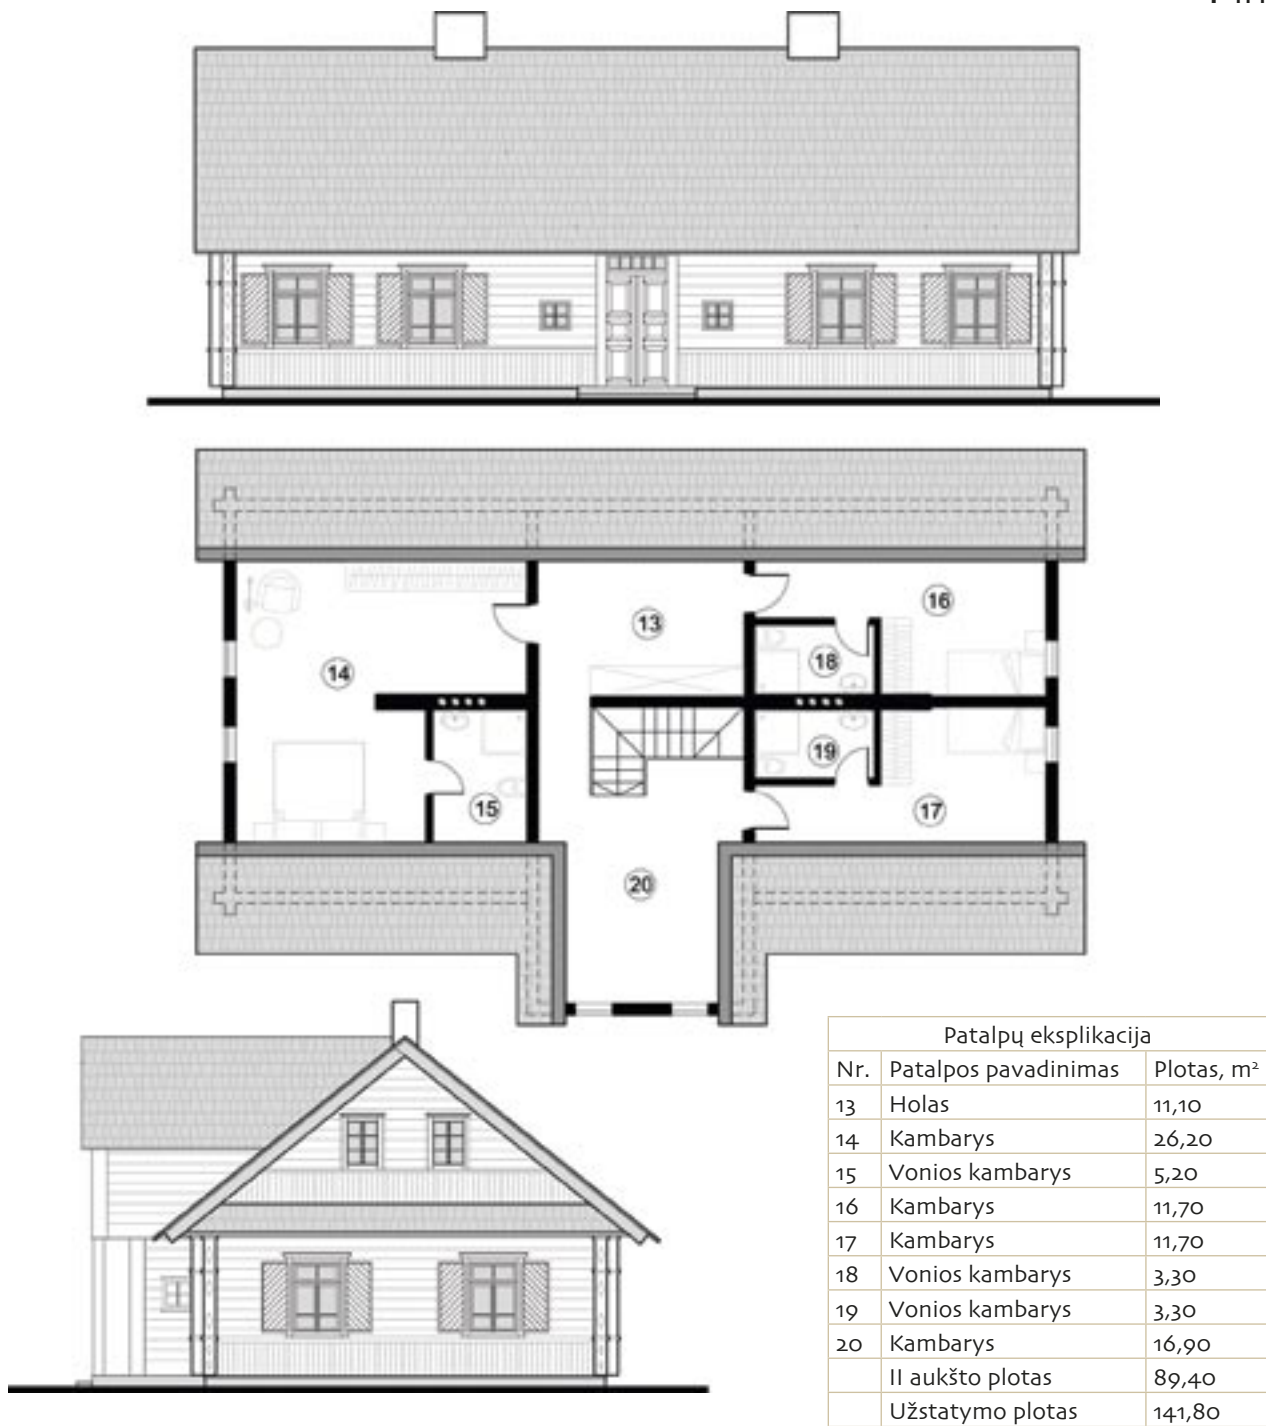 13
16
18
14
19
15
17
20
Patalpų eksplikacija
Nr. Patalpos pavadinimas Plotas, m²
13 Holas 11,10
14 Kambarys 26,20
15 Vonios kambarys 5,20
16 Kambarys 11,70
17 Kambarys 11,70
18 Vonios kambarys 3,30
19 Vonios kambarys 3,30
20 Kambarys 16,90
II aukšto plotas 89,40
Užstatymo plotas 141,80